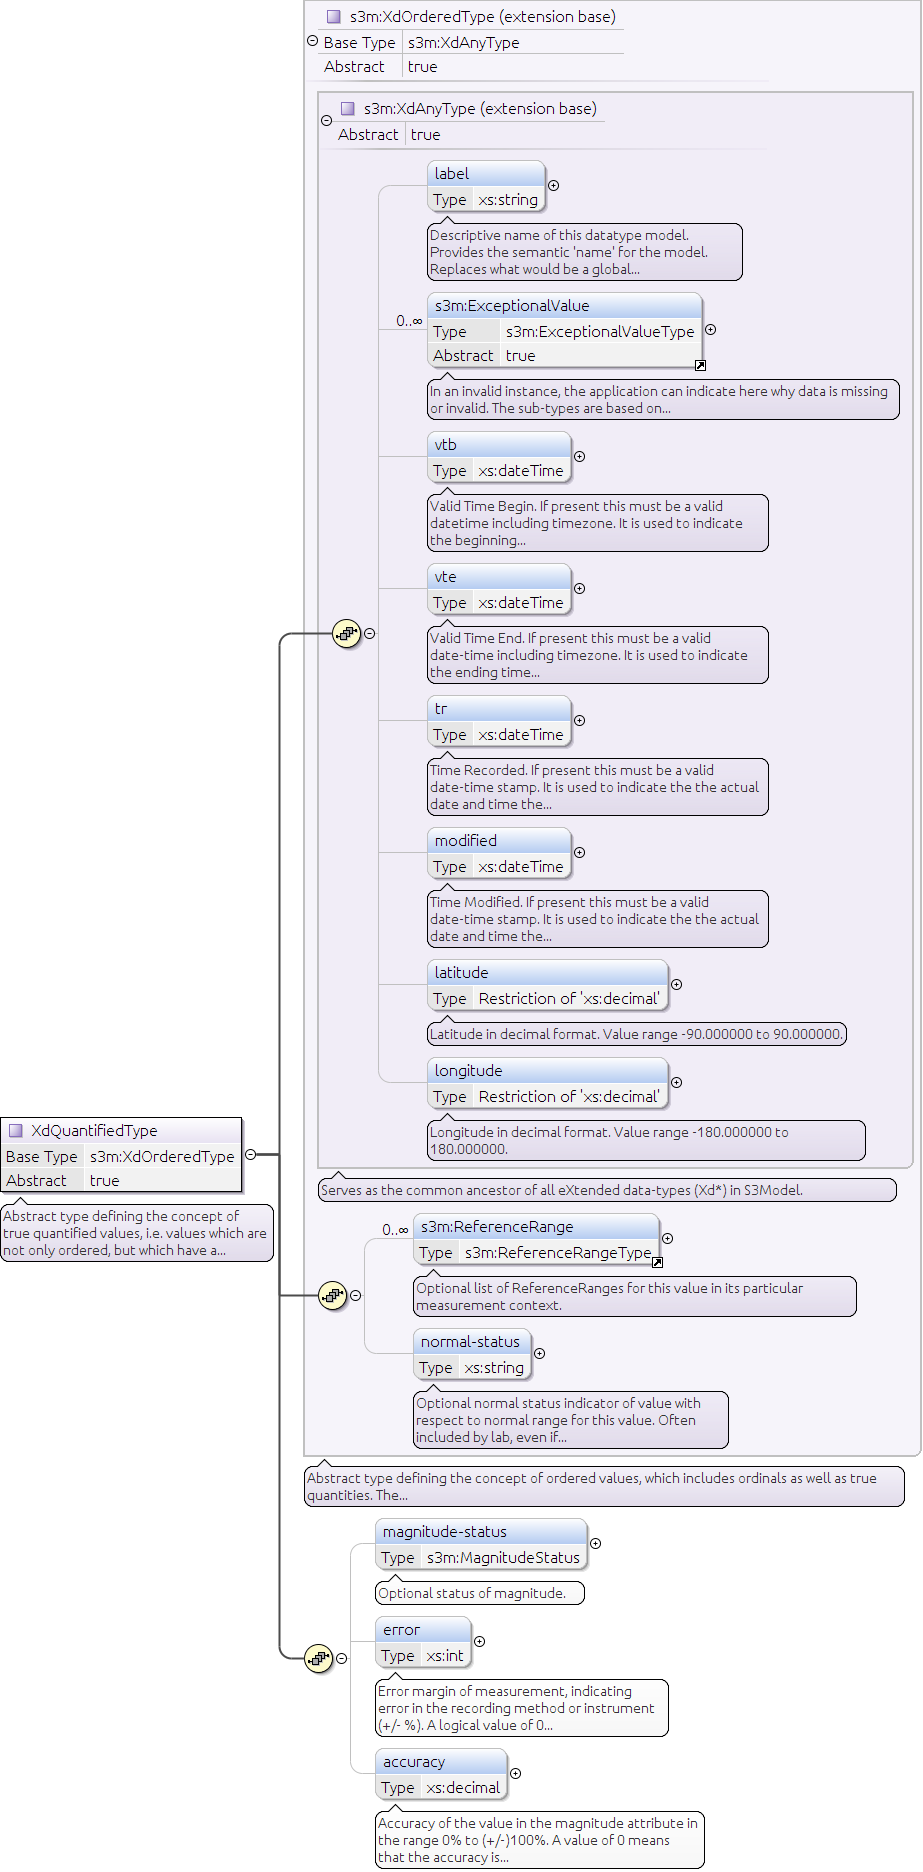 s3m:XdOrderedType (extension base)
Base Type s3m:XdAnyType
Abstract true
s3m:XdAnyType (extension base)
Abstract true
label
Type xs:string
Descriptive name of this datatype model.
Provides the semantic 'name' for the model.
Replaces what would be a global...
0..∞
s3m:ExceptionalValue
Type s3m:ExceptionalValueType
Abstract true
In an invalid instance, the application can indicate here why data is missing
or invalid. The sub-types are based on...
vtb
Type xs:dateTime
Valid Time Begin. If present this must be a valid
datetime including timezone. It is used to indicate
the beginning...
vte
Type xs:dateTime
Valid Time End. If present this must be a valid
date-time including timezone. It is used to indicate
the ending time...
tr
Type xs:dateTime
Time Recorded. If present this must be a valid
date-time stamp. It is used to indicate the the actual
date and time the...
modified
Type xs:dateTime
Time Modified. If present this must be a valid
date-time stamp. It is used to indicate the the actual
date and time the...
latitude
Type Restriction of 'xs:decimal'
Latitude in decimal format. Value range -90.000000 to 90.000000.
longitude
Type Restriction of 'xs:decimal'
Longitude in decimal format. Value range -180.000000 to
180.000000.
XdQuantifiedType
Base Type s3m:XdOrderedType
Abstract true
Abstract type defining the concept of
true quantified values, i.e. values which are
not only ordered, but which have a...
Serves as the common ancestor of all eXtended data-types (Xd*) in S3Model.
0..∞
s3m:ReferenceRange
Type s3m:ReferenceRangeType
Optional list of ReferenceRanges for this value in its particular
measurement context.
normal-status
Type xs:string
Optional normal status indicator of value with
respect to normal range for this value. Often
included by lab, even if...
Abstract type defining the concept of ordered values, which includes ordinals as well as true
quantities. The...
magnitude-status
Type s3m:MagnitudeStatus
Optional status of magnitude.
error
Type xs:int
Error margin of measurement, indicating
error in the recording method or instrument
(+/- %). A logical value of 0...
accuracy
Type xs:decimal
Accuracy of the value in the magnitude attribute in
the range 0% to (+/-)100%. A value of 0 means
that the accuracy is...